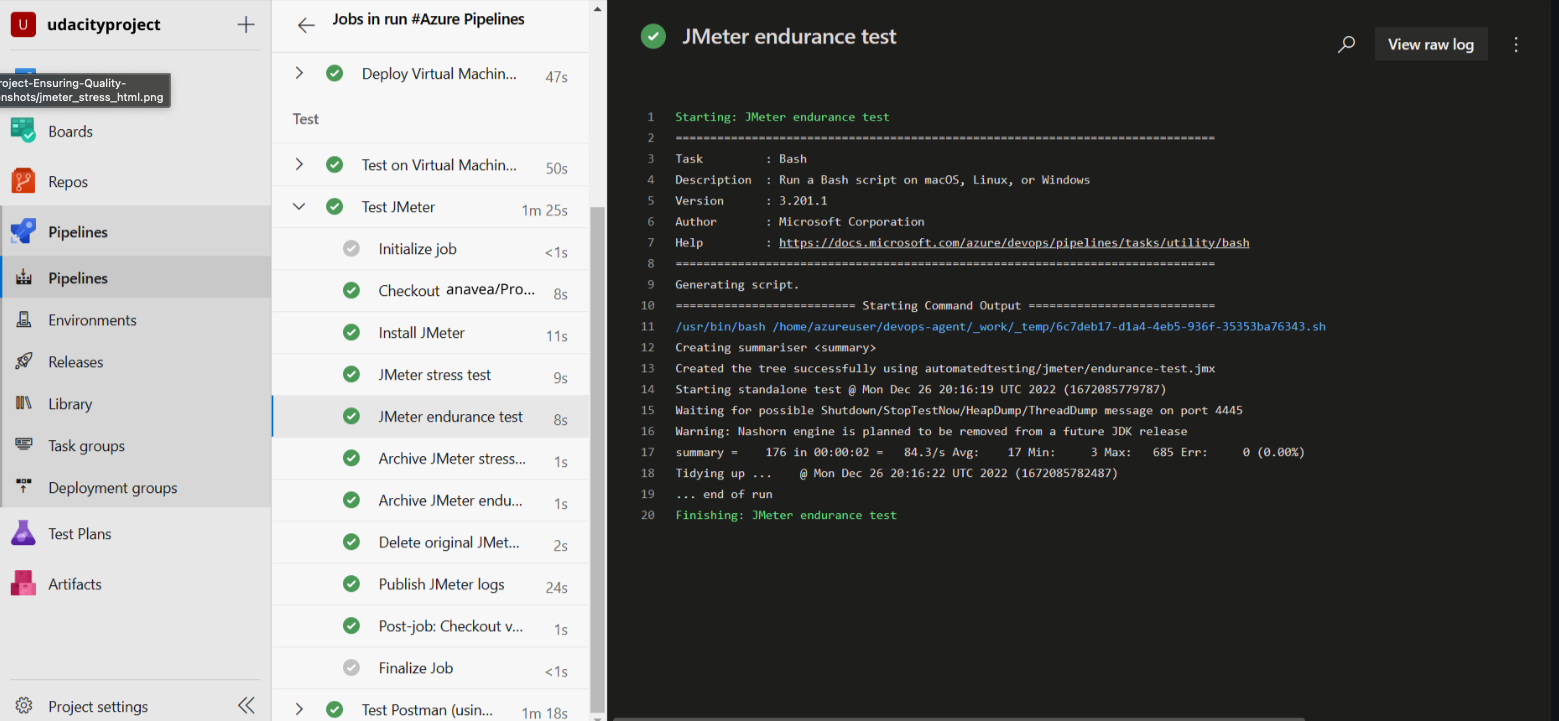 U udacityproject
roject-Ensuring-Quality-
nshots/jmeter_stress_html.png
Boards
Repos
Pipelines
Pipelines
Environments
Releases
Library
Task groups
Deployment groups
Test Plans
Artifacts
Project settings
Jobs in run #Azure Pipelines
Deploy Virtual Machin... 47s
Test
Test on Virtual Machin... 50s
Test JMeter 1m 25s
Initialize job <1s
Checkout anavea/Pro... 8s
Install JMeter 11s
JMeter stress test 9s
JMeter endurance test 8s
Archive JMeter stress... 1s
Archive JMeter endu... 1s
Delete original JMet... 2s
Publish JMeter logs 24s
Post-job: Checkout v... 1s
Finalize Job <1s
Test Postman (usin... 1m 18s
JMeter endurance test
View raw log
1 Starting: JMeter endurance test
2 ==============================================================================
3 Task         : Bash
4 Description  : Run a Bash script on macOS, Linux, or Windows
5 Version      : 3.201.1
6 Author       : Microsoft Corporation
7 Help         : https://docs.microsoft.com/azure/devops/pipelines/tasks/utility/bash
8 ==============================================================================
9 Generating script.
10 ========================== Starting Command Output ===========================
11 /usr/bin/bash /home/azureuser/devops-agent/_work/_temp/6c7deb17-d1a4-4eb5-936f-35353ba76343.sh
12 Creating summariser <summary>
13 Created the tree successfully using automatedtesting/jmeter/endurance-test.jmx
14 Starting standalone test @ Mon Dec 26 20:16:19 UTC 2022 (1672085779787)
15 Waiting for possible Shutdown/StopTestNow/HeapDump/ThreadDump message on port 4445
16 Warning: Nashorn engine is planned to be removed from a future JDK release
17 summary =    176 in 00:00:02 =   84.3/s Avg:    17 Min:     3 Max:   685 Err:     0 (0.00%)
18 Tidying up ...    @ Mon Dec 26 20:16:22 UTC 2022 (1672085782487)
19 ... end of run
20 Finishing: JMeter endurance test